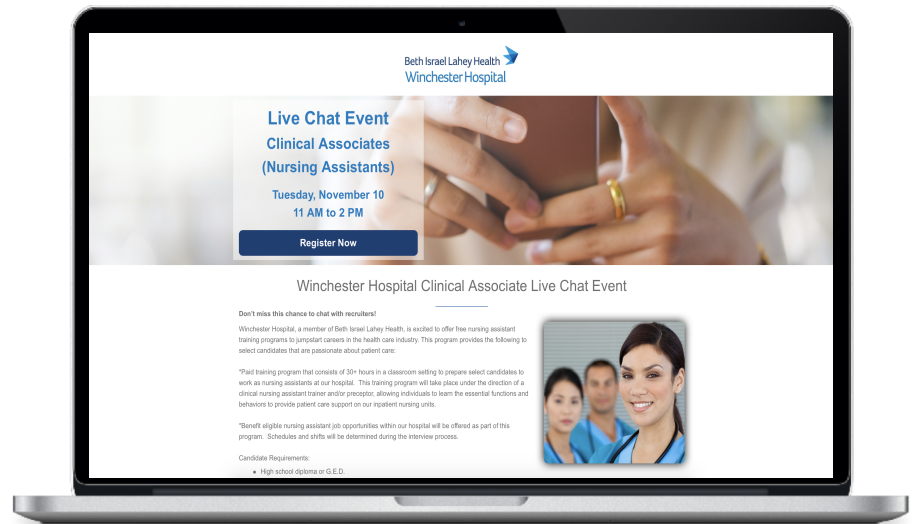 Beth Israel Lahey Health
Winchester Hospital
Live Chat Event
Clinical Associates
(Nursing Assistants)
Tuesday, November 10
11 AM to 2 PM
Register Now
Winchester Hospital Clinical Associate Live Chat Event
Don't miss this chance to chat with recruiters!
Winchester Hospital, a member of Beth Israel Lahey Health, is excited to offer free nursing assistant
training programs to jumpstart careers in the health care industry. This program provides the following to
select candidates that are passionate about patient care:
*Paid training program that consists of 30+ hours in a classroom setting to prepare select candidates to
work as nursing assistants at our hospital.  This training program will take place under the direction of a
clinical nursing assistant trainer and/or preceptor, allowing individuals to learn the essential functions and
behaviors to provide patient care support on our inpatient nursing units.
*Benefit eligible nursing assistant job opportunities within our hospital will be offered as part of this
program.  Schedules and shifts will be determined during the interview process.
Candidate Requirements:
● High school diploma or G.E.D.